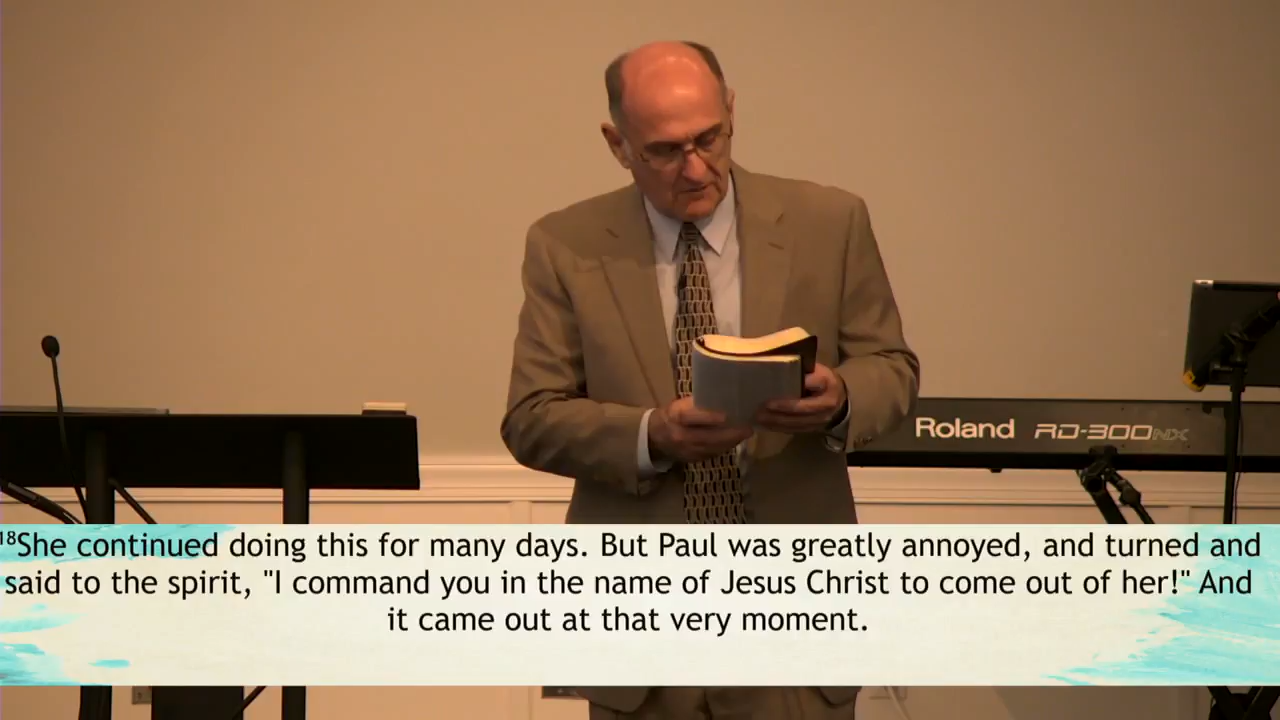 Roland RD-300NX
18She continued doing this for many days. But Paul was greatly annoyed, and turned and
said to the spirit, "I command you in the name of Jesus Christ to come out of her!" And
it came out at that very moment.